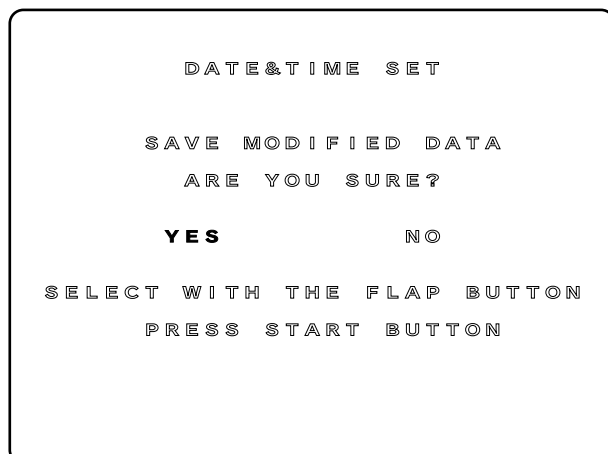 DATE&TIME SET
SAVE MODIFIED DATA
ARE YOU SURE?
YES NO
SELECT WITH THE FLAP BUTTON
PRESS START BUTTON